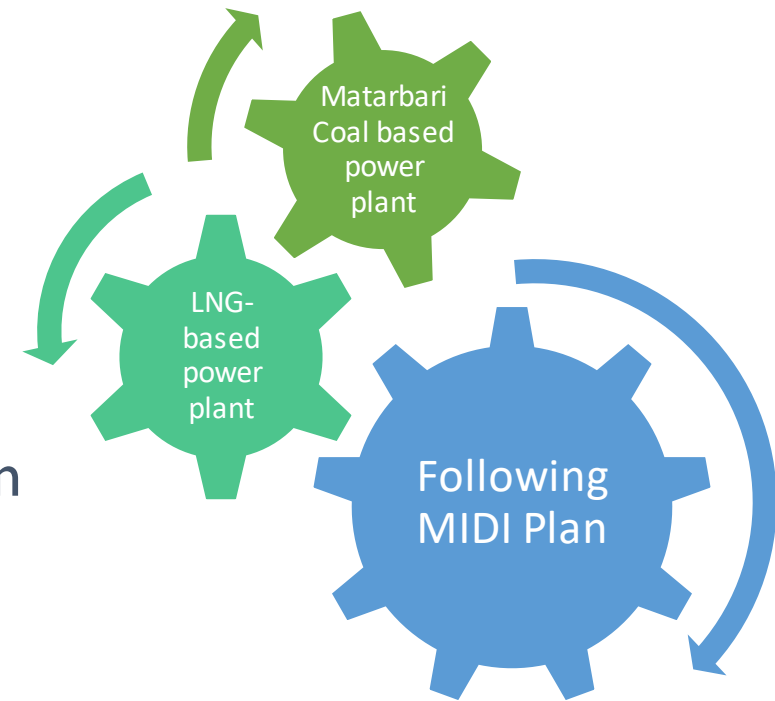 Matarbari
Coal based
power
plant
LNG-
based
power
plant
n
Following
MIDI Plan